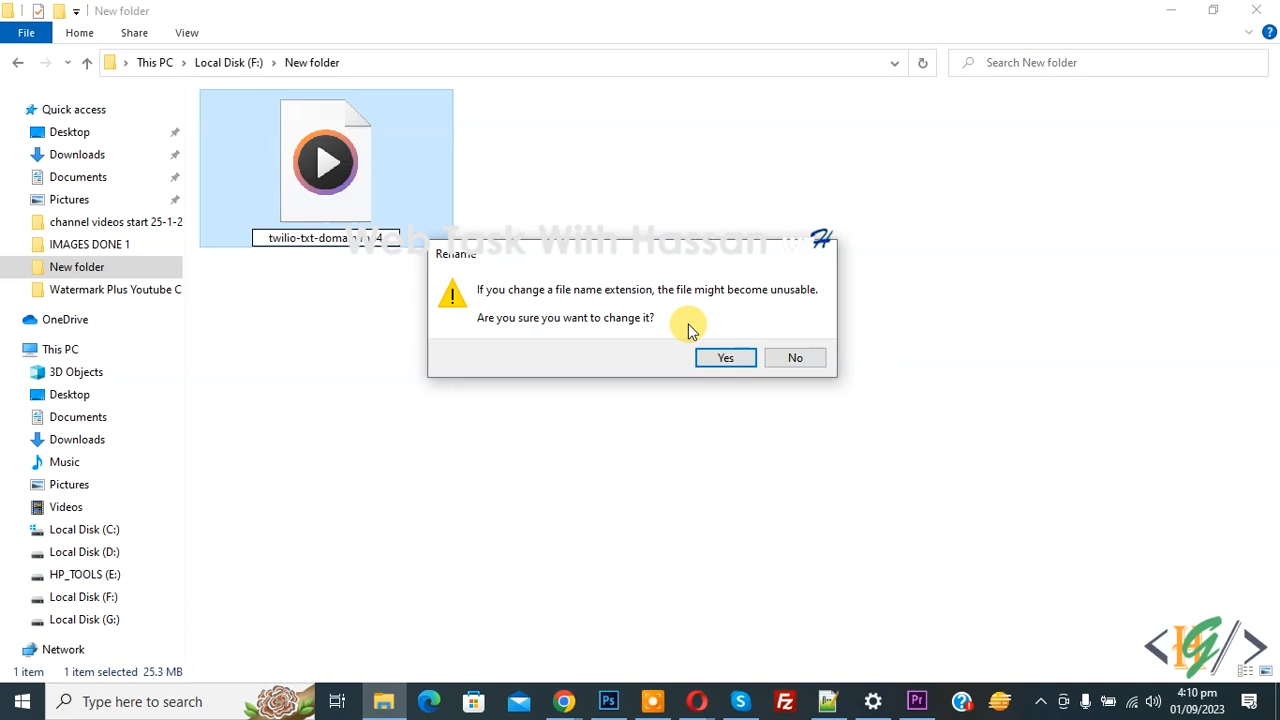 New folder
File Home Share View
This PC Local Disk (F:) New folder
Search New folder
Quick access
Desktop
Downloads
Documents
Pictures
channel videos start 25-1-2
IMAGES DONE 1
New folder
Watermark Plus Youtube C
OneDrive
This PC
3D Objects
Desktop
Documents
Downloads
Music
Pictures
Videos
Local Disk (C:)
Local Disk (D:)
HP_TOOLS (E:)
Local Disk (F:)
Local Disk (G:)
Network
Web Task With Hassan
Rename
If you change a file name extension, the file might become unusable.
Are you sure you want to change it?
Yes No
1 item 1 item selected 25.3 MB
Type here to search
4:10 pm
01/09/2023